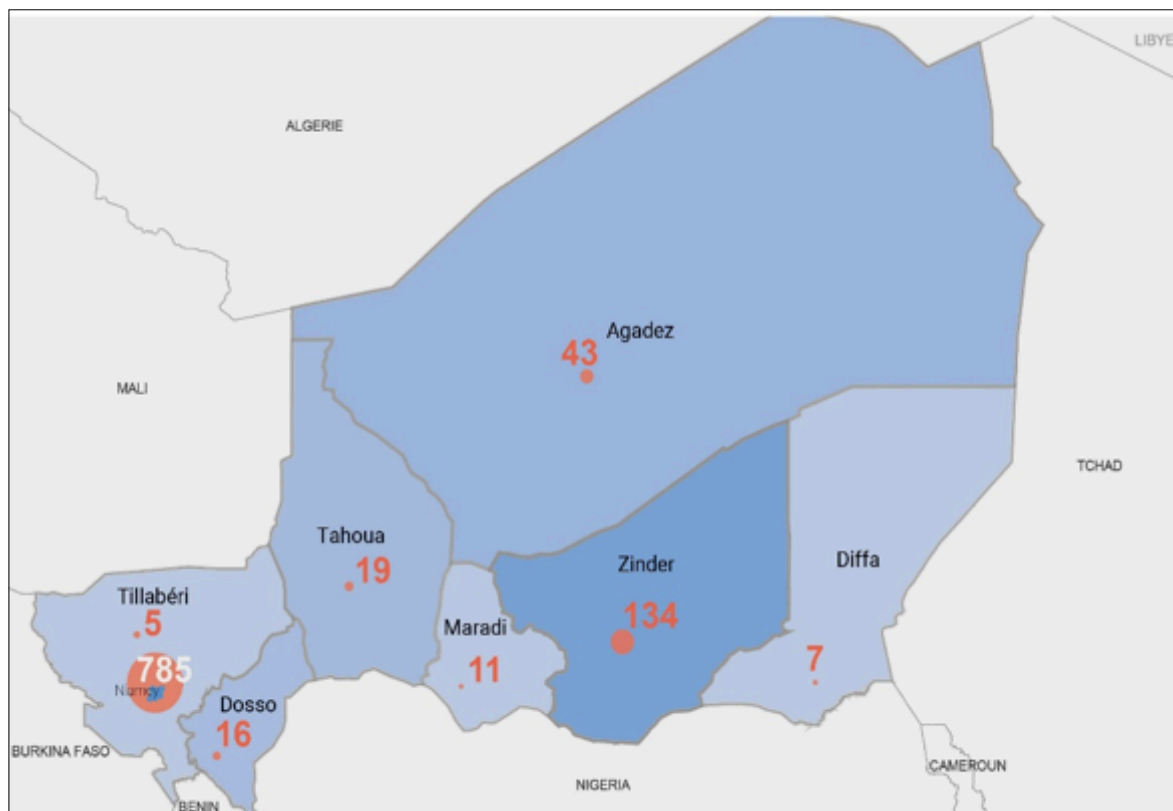 LIBYE
ALGERIE
Agadez
43
MALI
TCHAD
Tahoua
19
Zinder
134
Diffa
7
Tillabéri
5
785
Niamey
Maradi
11
Dosso
16
BURKINA FASO
NIGERIA
CAMEROUN
BENIN